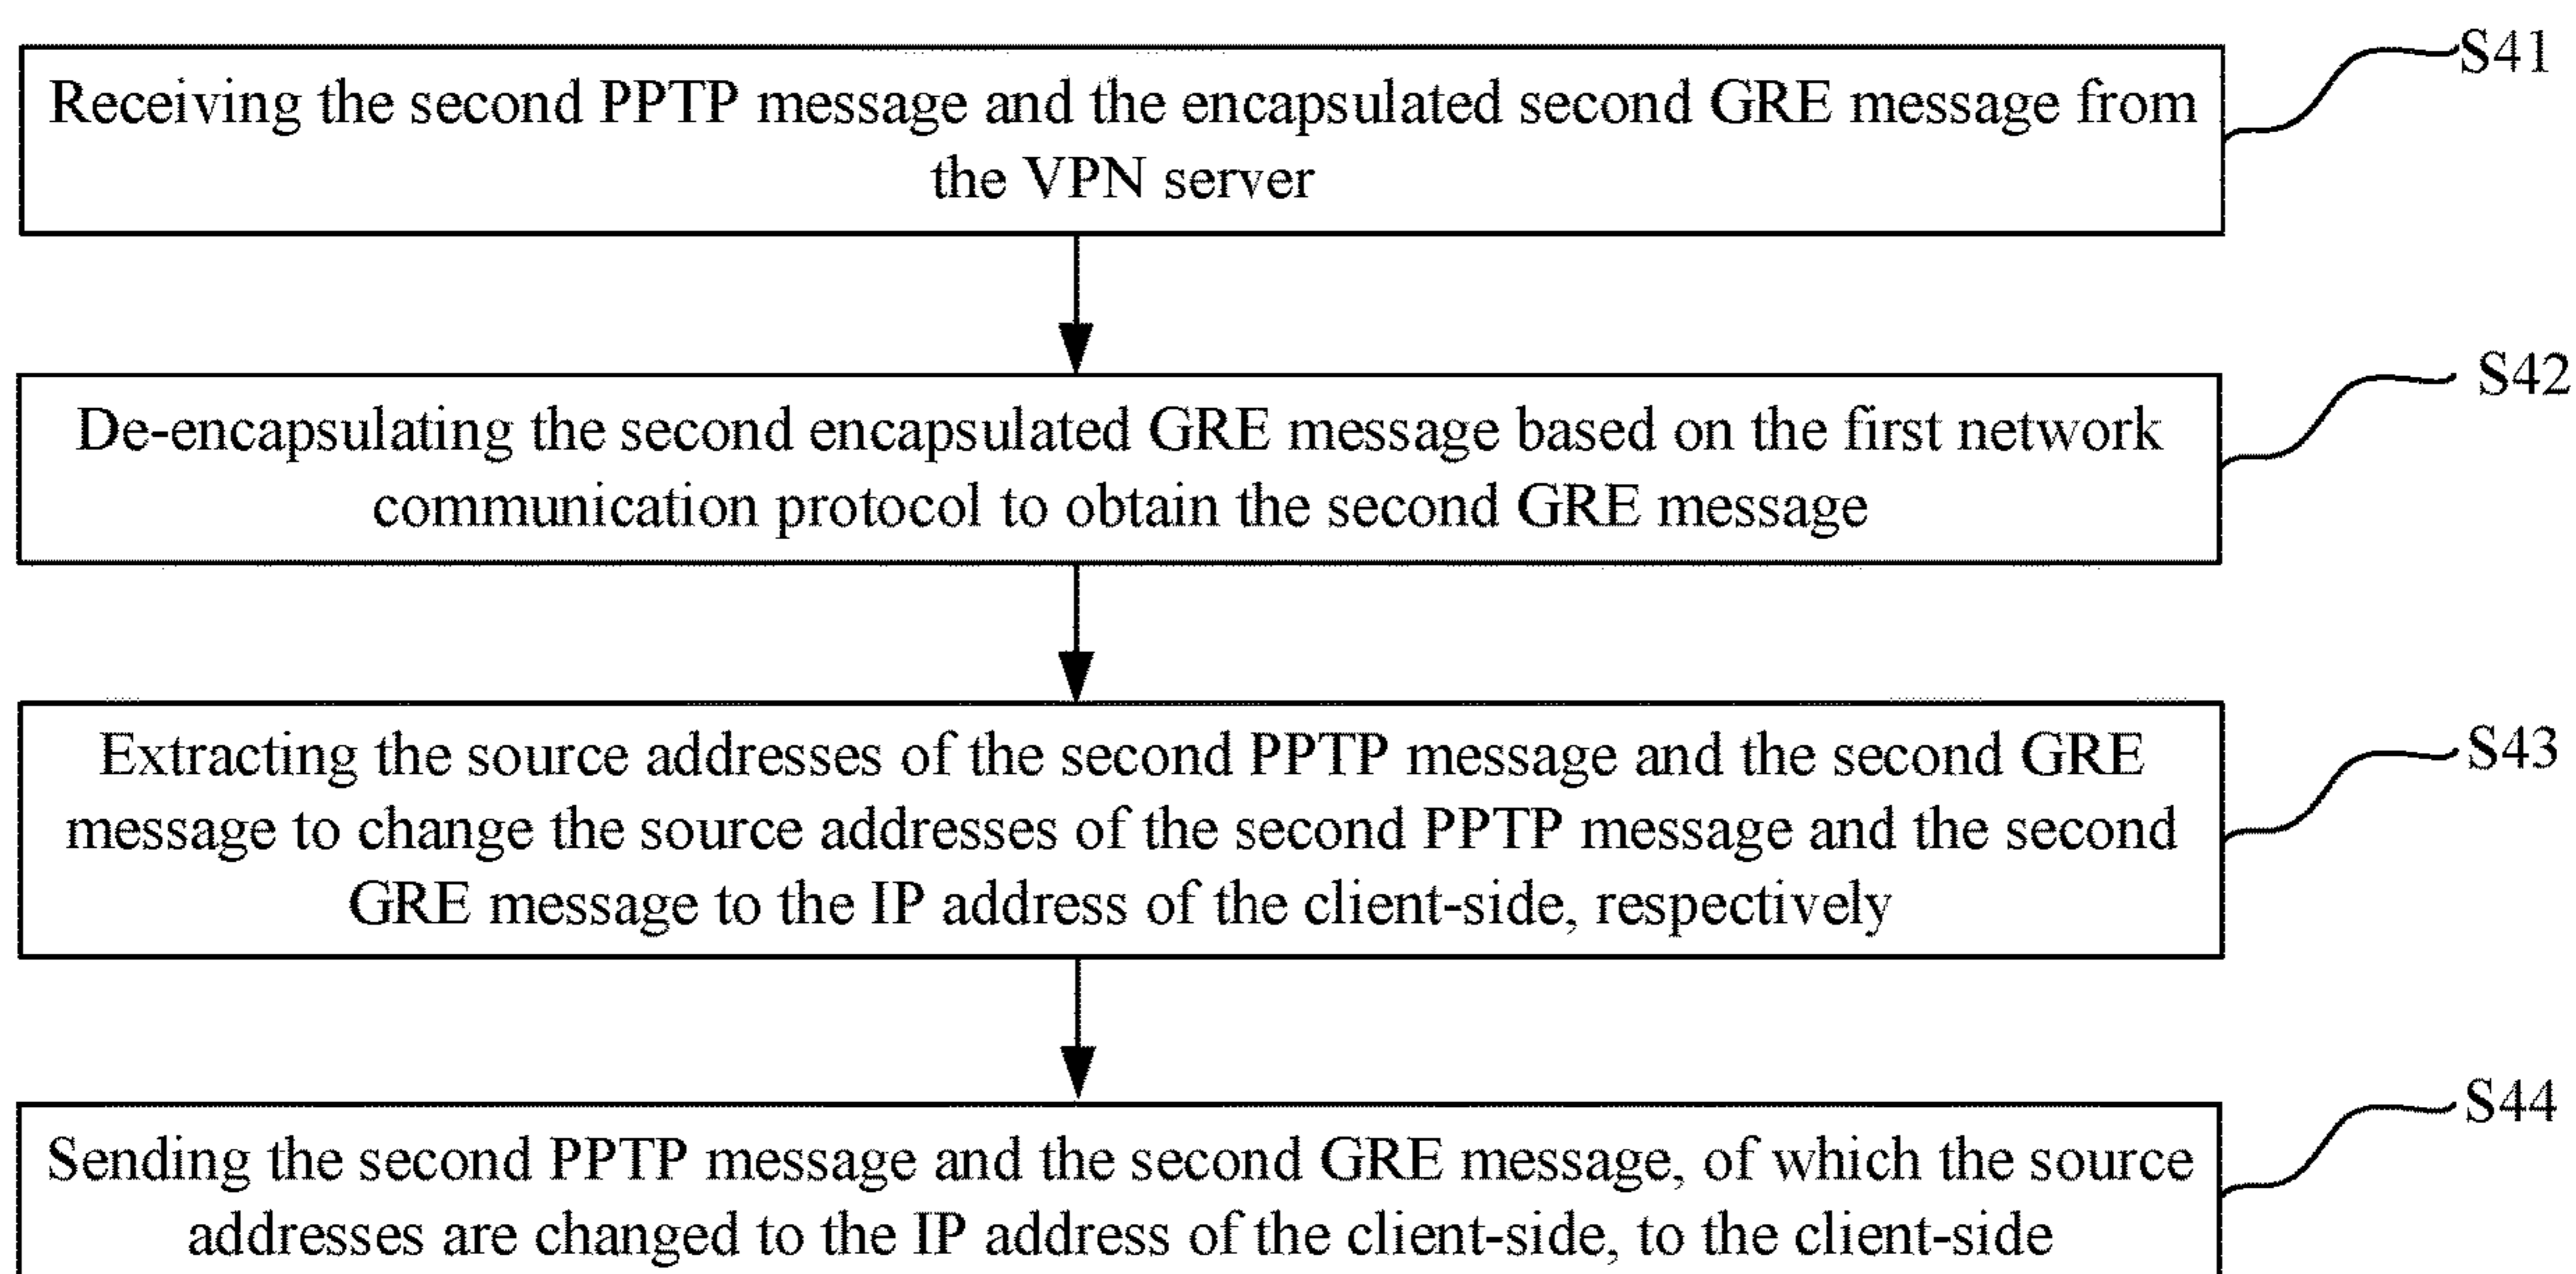 Receiving the second PPTP message and the encapsulated second GRE message from
the VPN server
S41
De-encapsulating the second encapsulated GRE message based on the first network
communication protocol to obtain the second GRE message
S42
Extracting the source addresses of the second PPTP message and the second GRE
message to change the source addresses of the second PPTP message and the second
GRE message to the IP address of the client-side, respectively
S43
Sending the second PPTP message and the second GRE message, of which the source
addresses are changed to the IP address of the client-side, to the client-side
S44